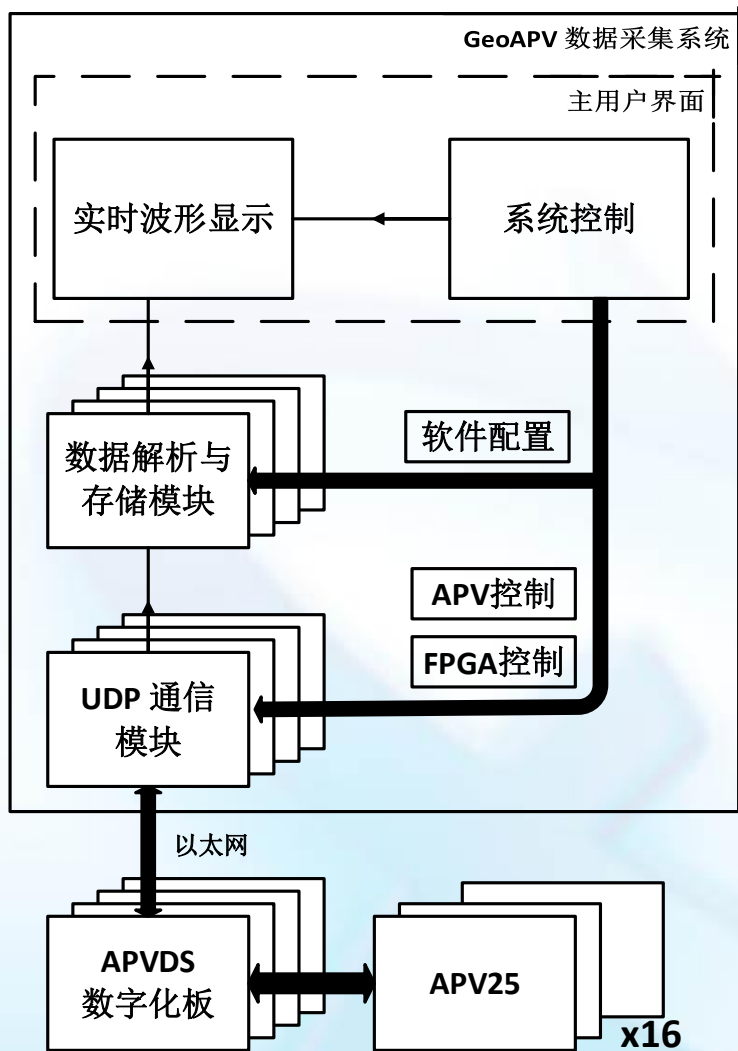 GeoAPV 数据采集系统
主用户界面
实时波形显示
系统控制
数据解析与
存储模块
软件配置
APV控制
FPGA控制
UDP 通信
模块
以太网
APVDS
数字化板
APV25
x16